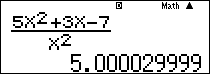 D Math ▲
5X²+3X-7
X²
5.000029999